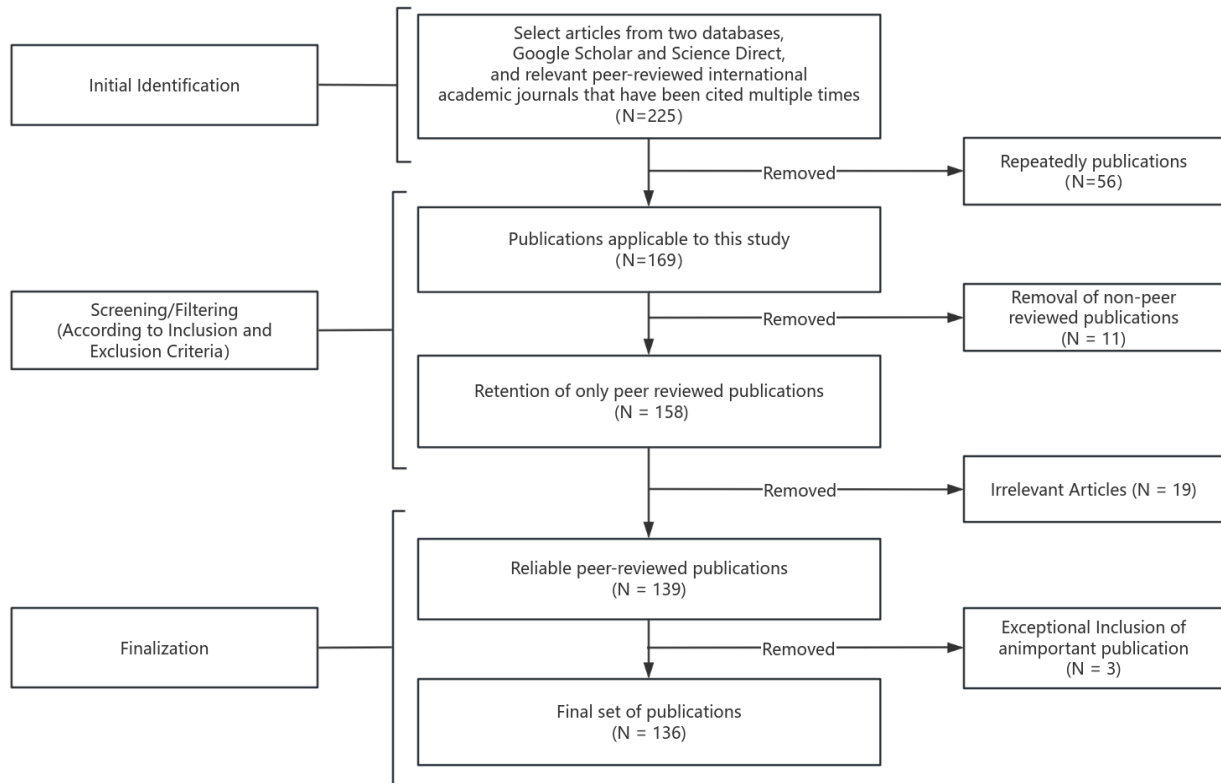 Select articles from two databases,
Google Scholar and Science Direct,
and relevant peer-reviewed international
academic journals that have been cited multiple times
(N=225)
Initial Identification
Removed
Repeatedly publications
(N=56)
Publications applicable to this study
(N=169)
Screening/Filtering
(According to Inclusion and
Exclusion Criteria)
Removed
Removal of non-peer
reviewed publications
(N = 11)
Retention of only peer reviewed publications
(N = 158)
Removed
Irrelevant Articles (N = 19)
Reliable peer-reviewed publications
(N = 139)
Finalization
Removed
Exceptional Inclusion of
animportant publication
(N = 3)
Final set of publications
(N = 136)